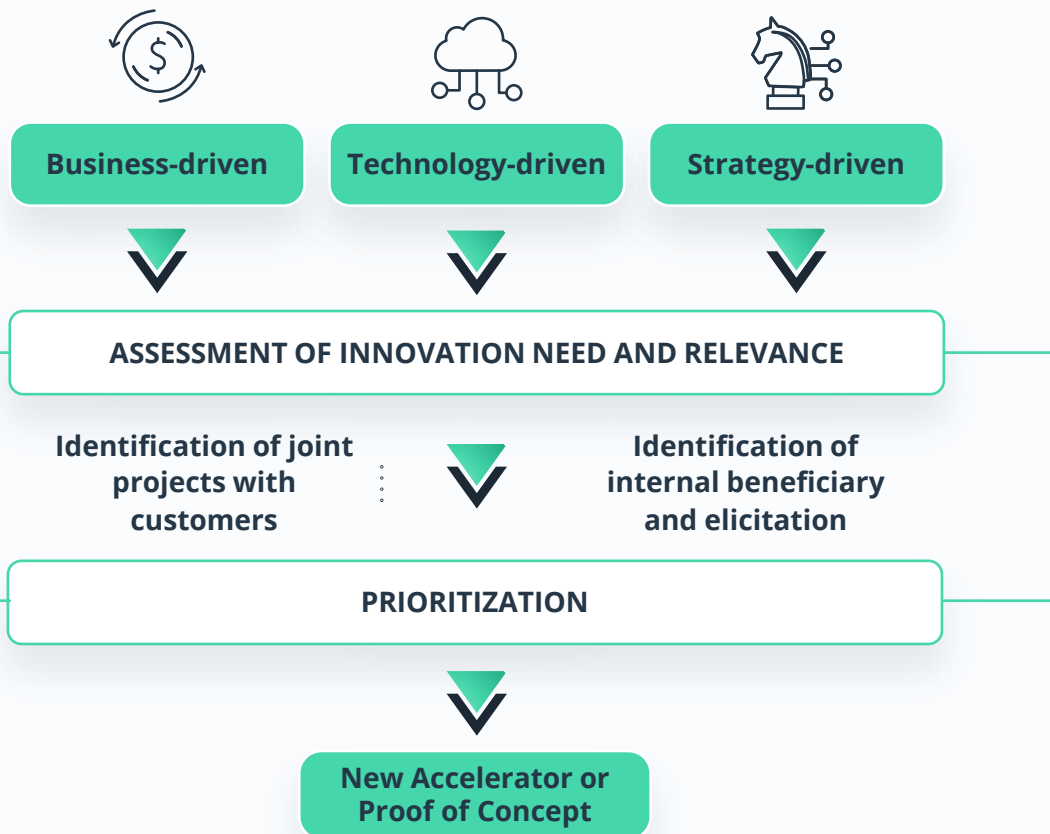 $
Business-driven
Technology-driven
Strategy-driven
ASSESSMENT OF INNOVATION NEED AND RELEVANCE
Identification of joint
projects with
customers
Identification of
internal beneficiary
and elicitation
PRIORITIZATION
New Accelerator or
Proof of Concept